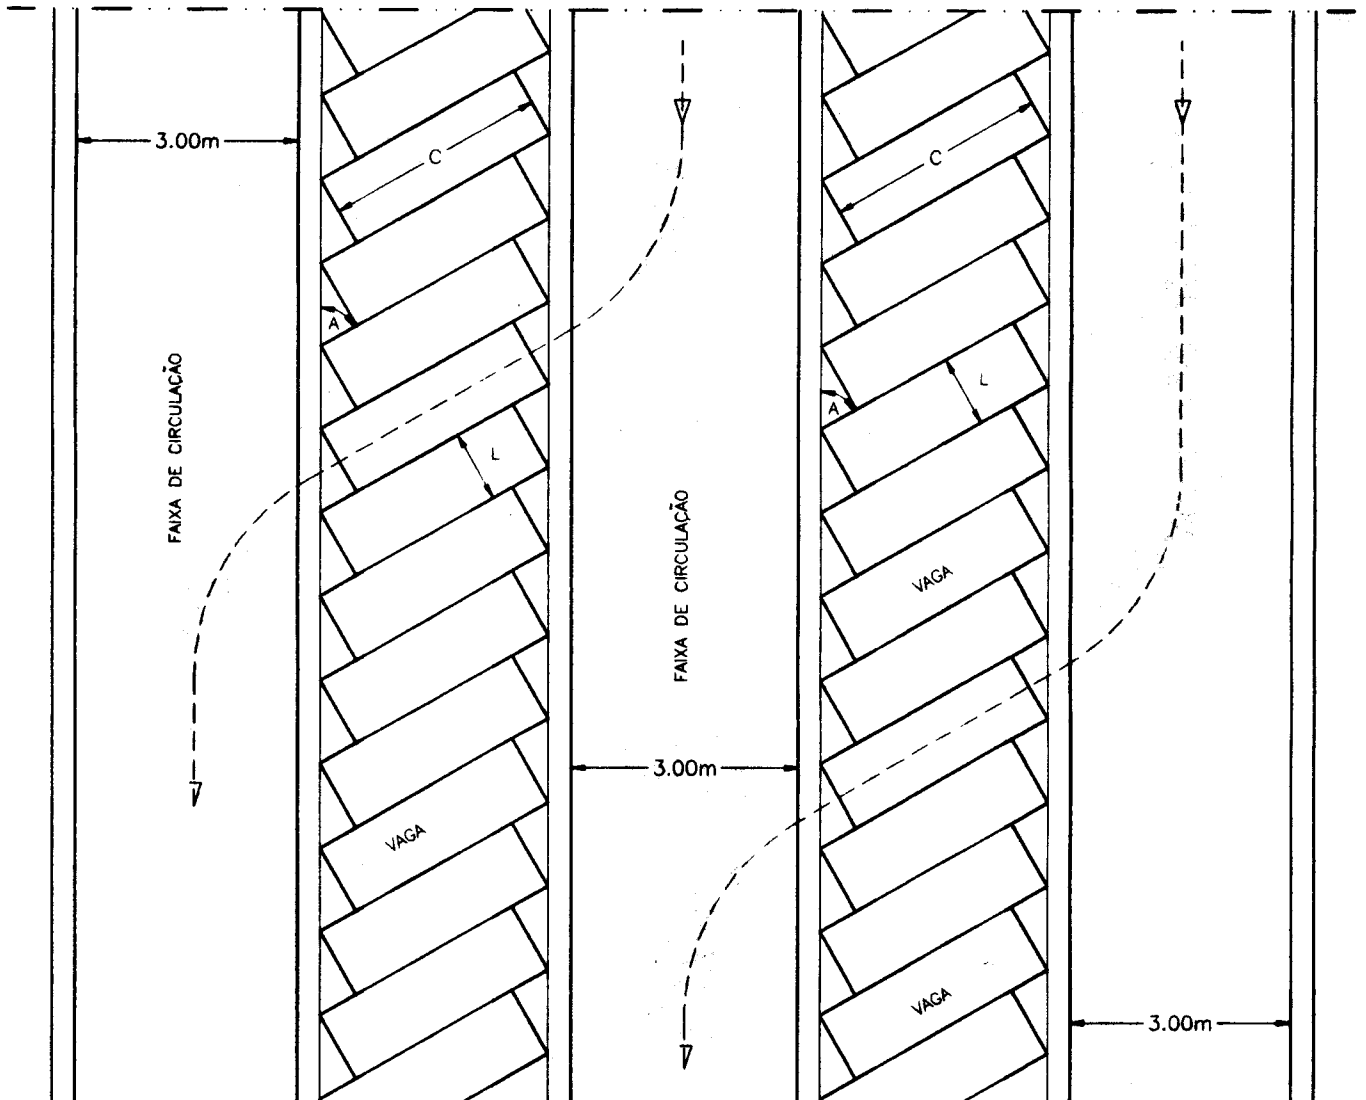 3.00m
C
C
A
FAIXA DE CIRCULAÇÃO
L
A
L
FAIXA DE CIRCULAÇÃO
VAGA
3.00m
VAGA
VAGA
3.00m